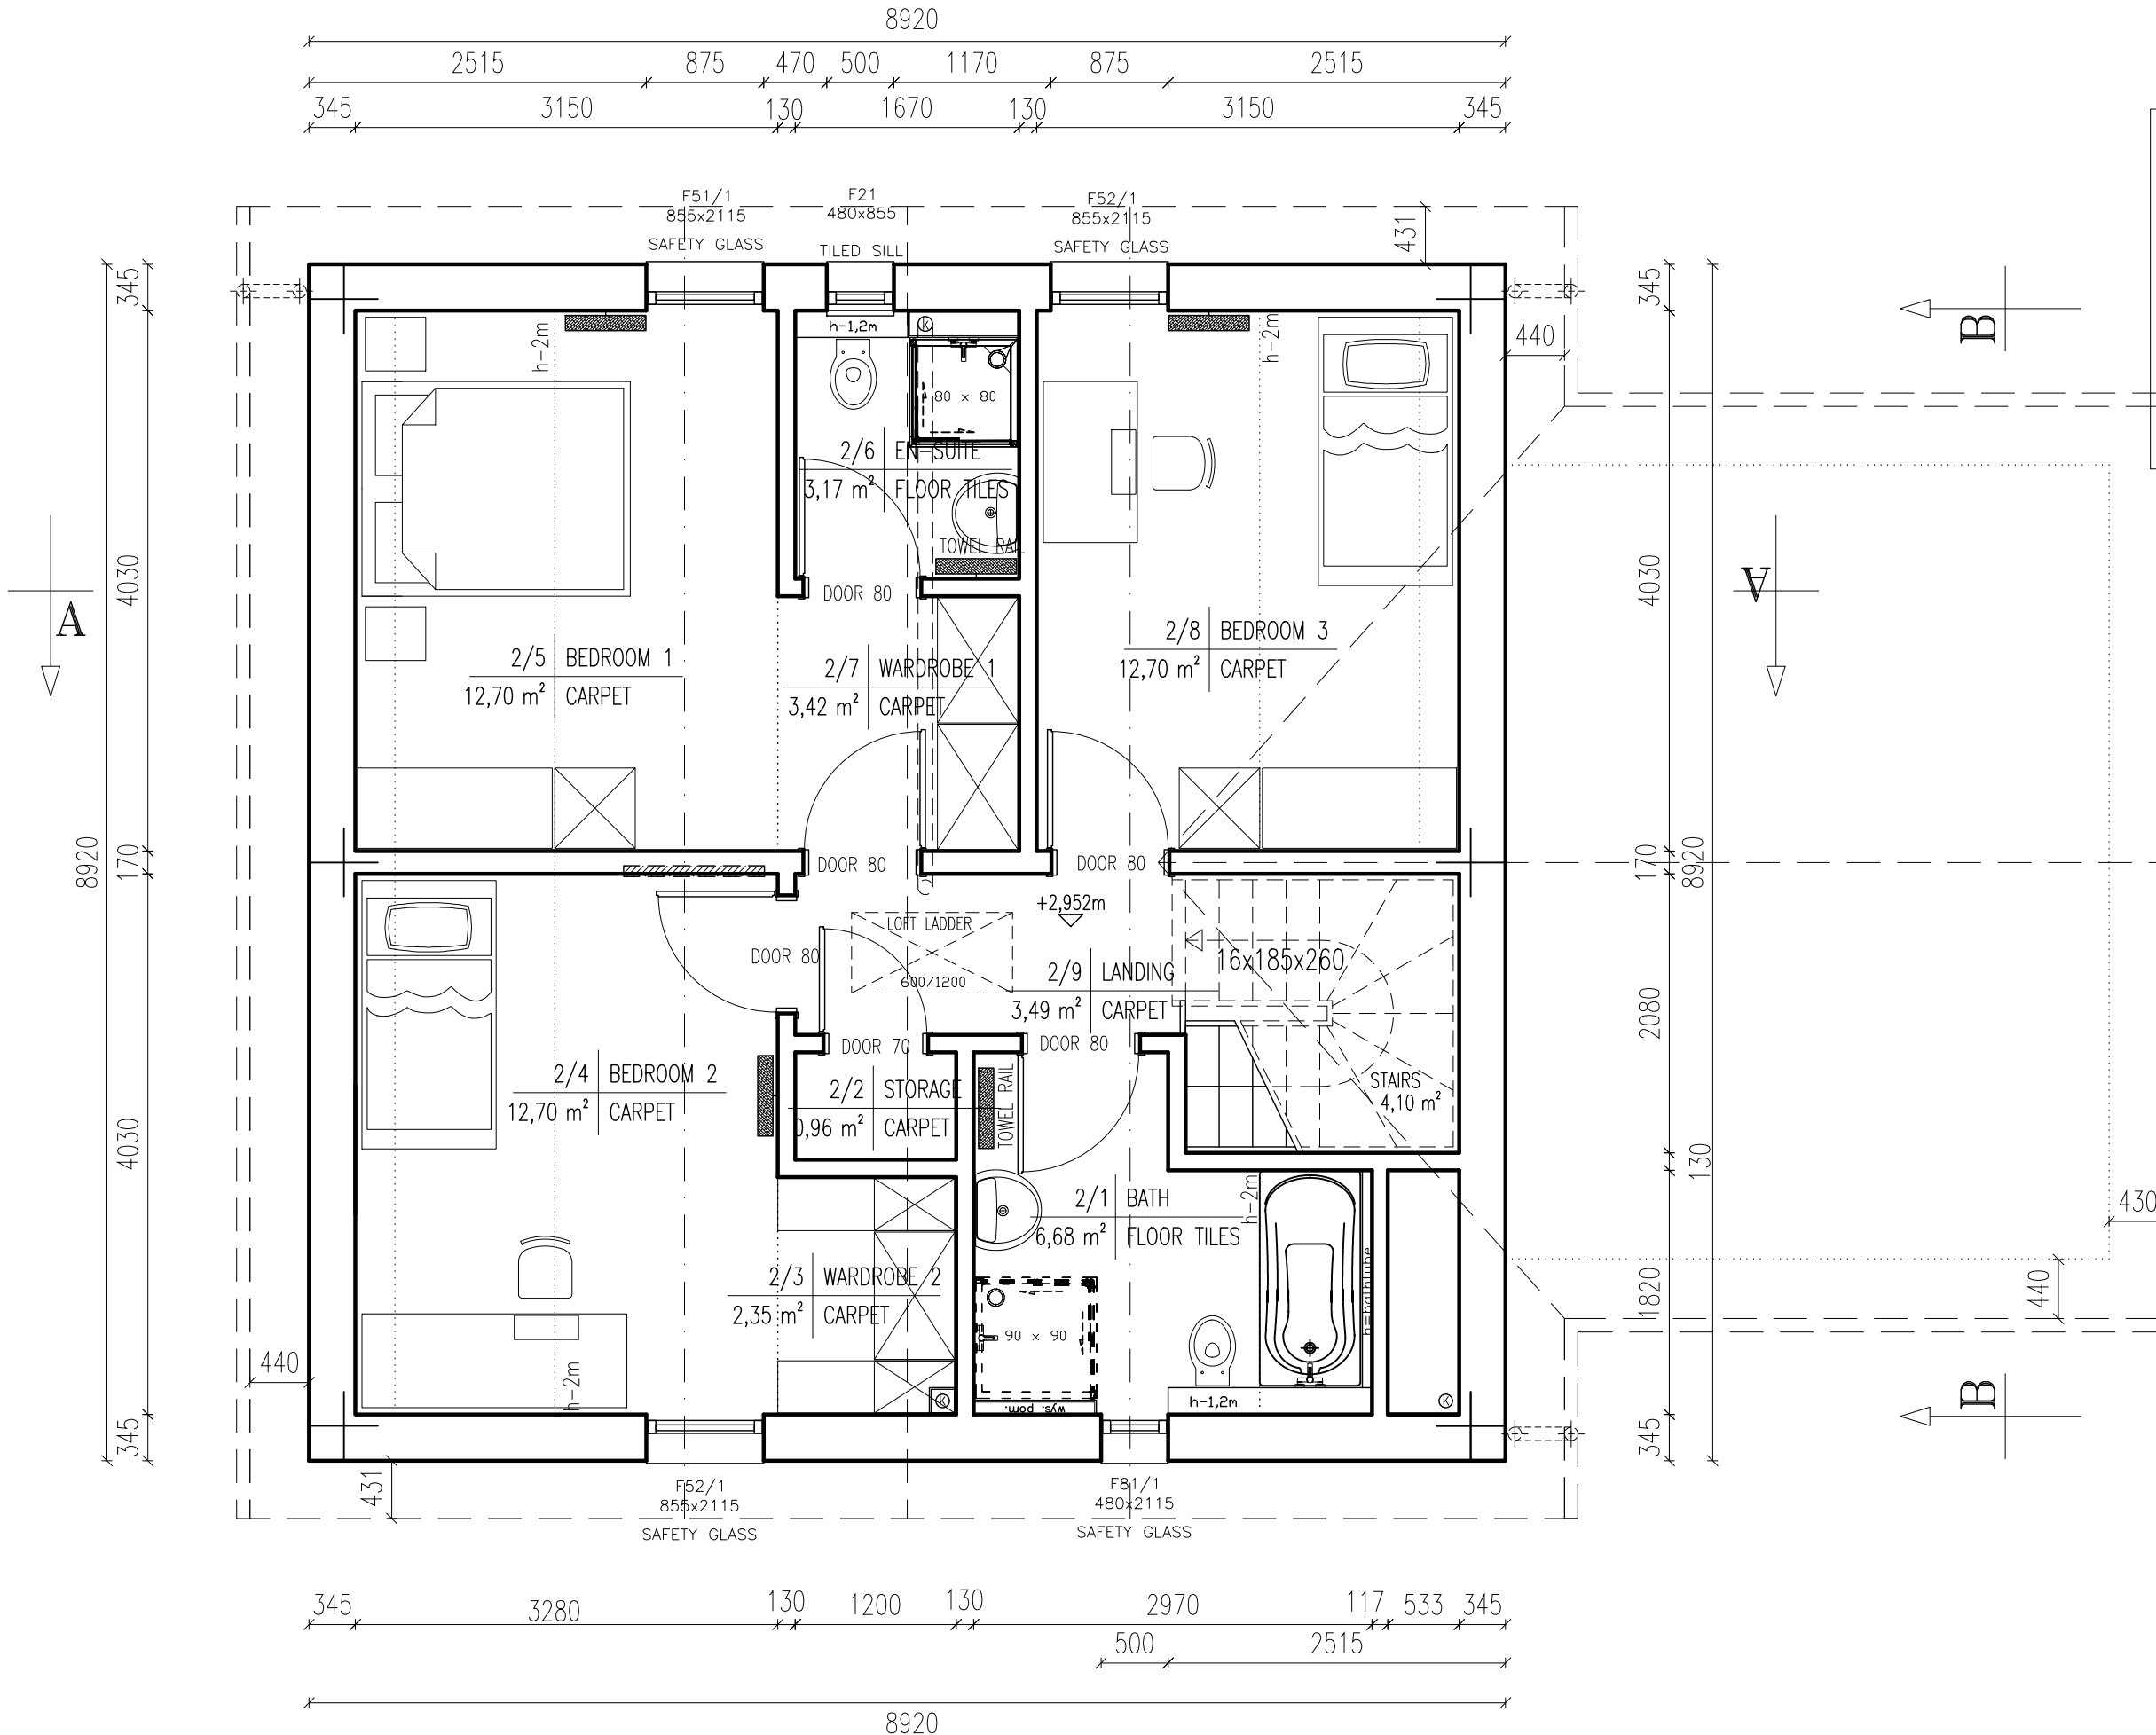 8920
2515 875 470 500 1170 875 2515
345 3150 130 1670 130 3150 345
F51/1
855x2115
SAFETY GLASS
F21
480x855
TILED SILL
F52/1
855x2115
SAFETY GLASS
431
345
345
440
B
h-2m
h-1,2m
k
h-2m
80 x 80
2/6 EN-SUITE
3,17 m² FLOOR TILES
TOWEL RAIL
DOOR 80
4030
4030
A
A
2/5 BEDROOM 1
12,70 m² CARPET
2/7 WARDROBE 1
3,42 m² CARPET
2/8 BEDROOM 3
12,70 m² CARPET
8920
170
DOOR 80
DOOR 80
170
8920
+2,952m
LOFT LADDER
600/1200
DOOR 80
2/9 LANDING
3,49 m² CARPET
16x185x260
2080
DOOR 70
DOOR 80
STAIRS
4,10 m²
2/4 BEDROOM 2
12,70 m² CARPET
2/2 STORAGE
0,96 m² CARPET
TOWEL RAIL
4030
130
2/1 BATH
6,68 m² FLOOR TILES
h-2m
h=bathtube
430
440
1820
2/3 WARDROBE 2
2,35 m² CARPET
90 x 90
440
h-2m
k
wys. pom.
h-1,2m
k
B
345
345
431
F52/1
855x2115
SAFETY GLASS
F81/1
480x2115
SAFETY GLASS
345 3280 130 1200 130 2970 117 533 345
500 2515
8920